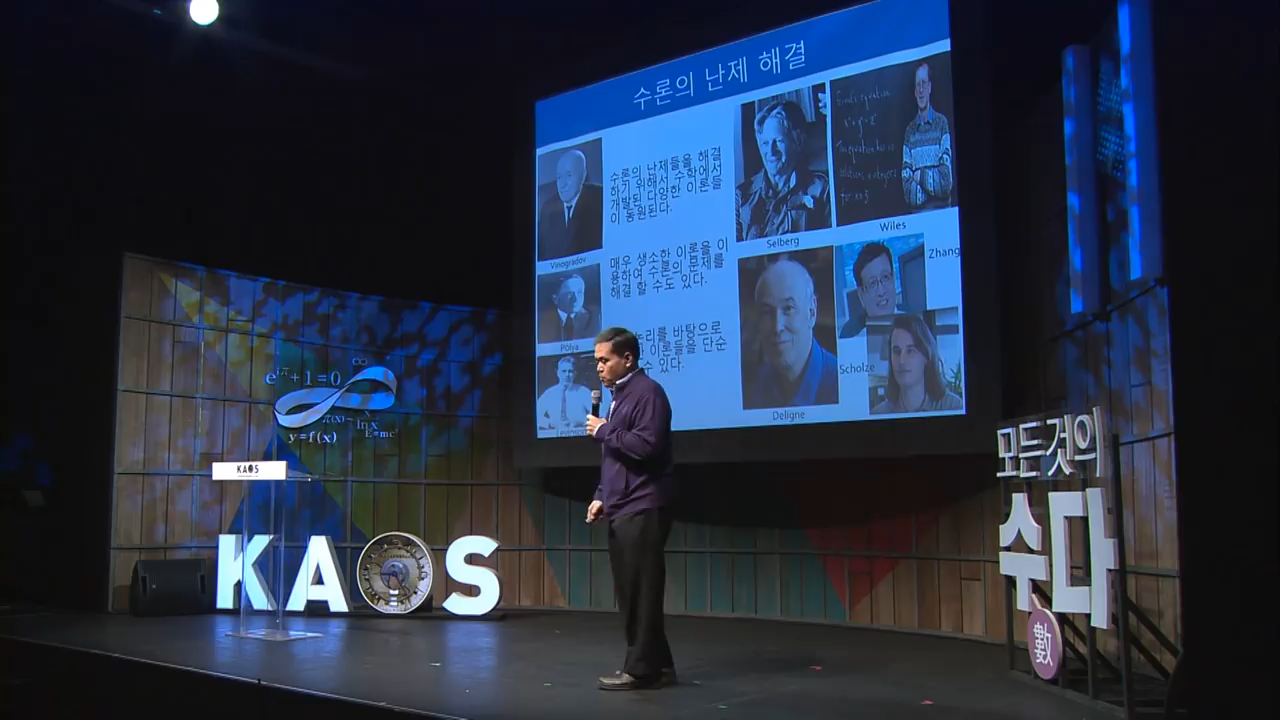 수론의 난제 해결
수론의 난제들을 해결
하기 위해서 수학에서
개발된 다양한 이론들
이 동원된다.
매우 생소한 이론을 이
용하여 수론의 문제를
해결 할 수도 있다.
논리를 바탕으로
이론들을 단순
수 있다.
Vinogradov
Pólya
Selberg
Wiles
Zhang
Scholze
Deligne
e^iπ+1=0
∞
y=f(x)
E=mc²
KAOS
KAOS
모든것의
수다
數